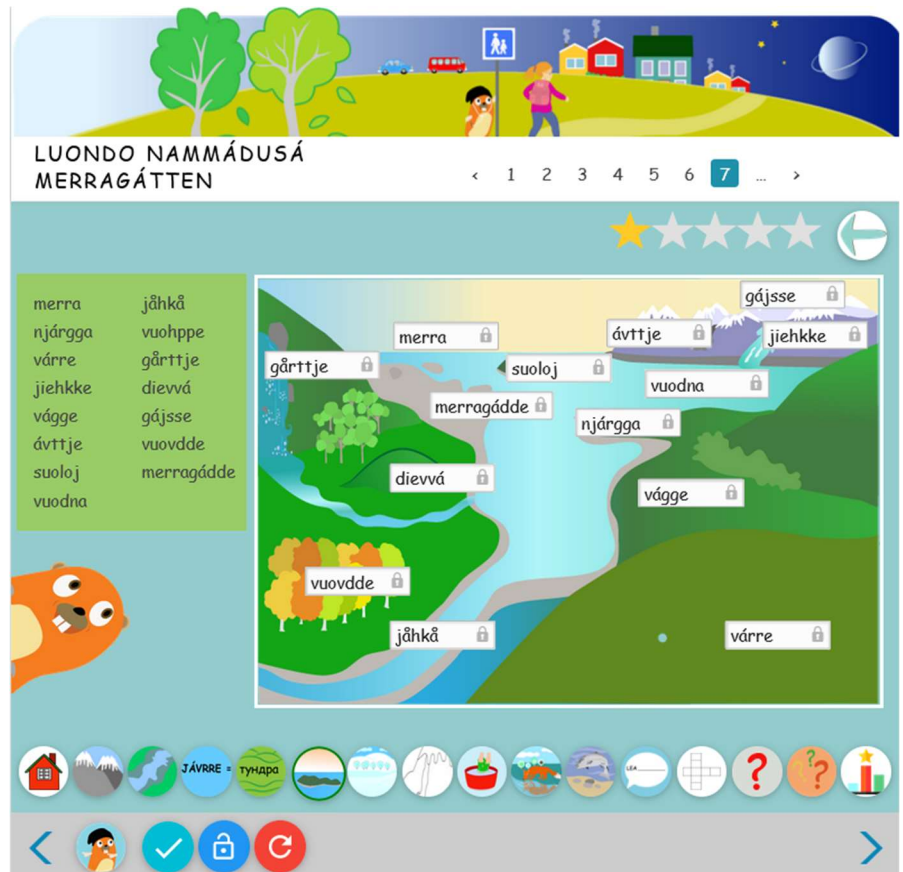 LUONDO NAMMÁDUSÁ
MERRAGÁTTEN
‹ 1 2 3 4 5 6 7 ... ›
merra jåhkå
njárgga vuohppe
várre gårttje
jiehkke dievvá
vágge gájsse
ávttje vuovdde
suoloj merragádde
vuodna
gájsse
merra
ávttje
jiehkke
gårttje
suoloj
vuodna
merragádde
njárgga
dievvá
vágge
vuovdde
jåhkå
várre
JÁVRRE =
тундра
LEA
? ? ?